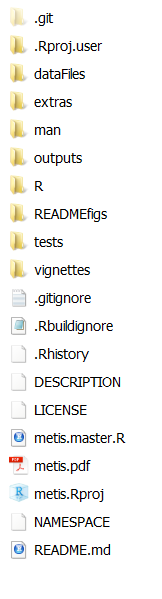 .git
.Rproj.user
dataFiles
extras
man
outputs
R
READMEfigs
tests
vignettes
.gitignore
.Rbuildignore
.Rhistory
DESCRIPTION
LICENSE
metis.master.R
metis.pdf
metis.Rproj
NAMESPACE
README.md